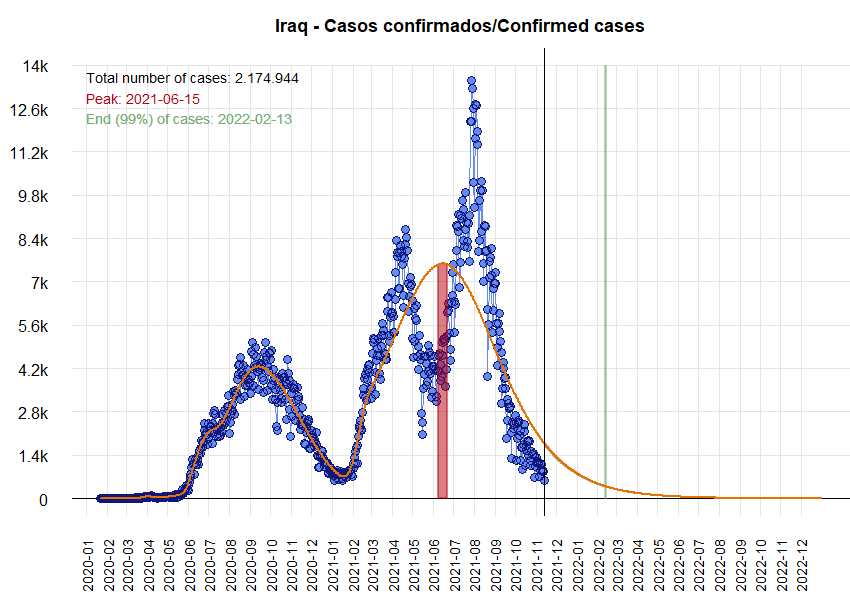 Iraq - Casos confirmados/Confirmed cases
Total number of cases: 2.174.944
Peak: 2021-06-15
End (99%) of cases: 2022-02-13
14k
12.6k
11.2k
9.8k
8.4k
7k
5.6k
4.2k
2.8k
1.4k
0
2020-01
2020-02
2020-03
2020-04
2020-05
2020-06
2020-07
2020-08
2020-09
2020-10
2020-11
2020-12
2021-01
2021-02
2021-03
2021-04
2021-05
2021-06
2021-07
2021-08
2021-09
2021-10
2021-11
2021-12
2022-01
2022-02
2022-03
2022-04
2022-05
2022-06
2022-07
2022-08
2022-09
2022-10
2022-11
2022-12